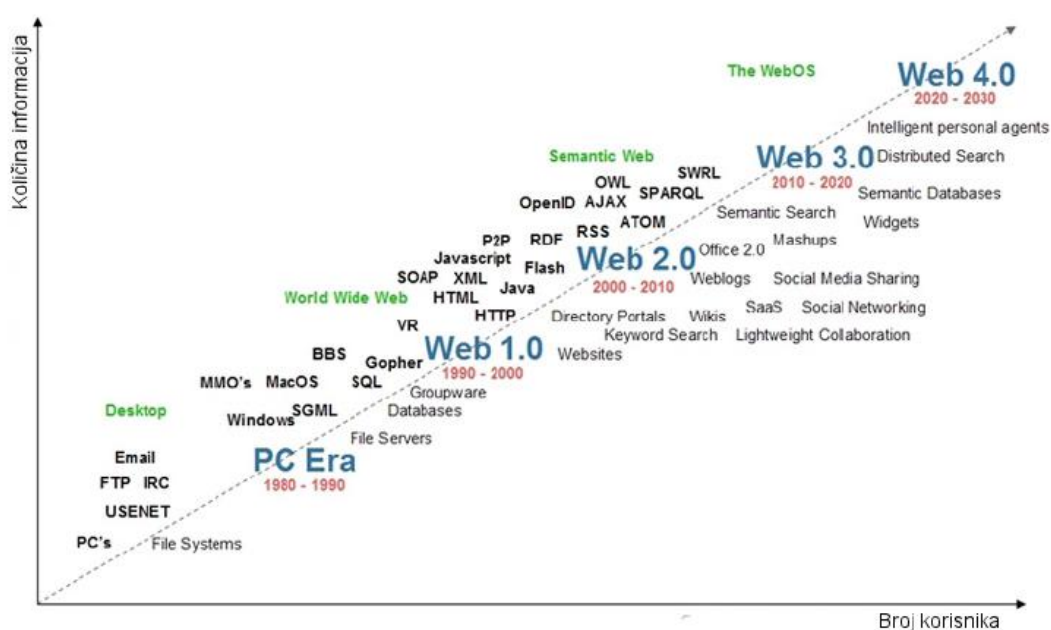 Količina informacija
The WebOS
Web 4.0
2020 - 2030
Intelligent personal agents
Semantic Web
Web 3.0
Distributed Search
2010 - 2020
SWRL
OWL
SPARQL
Semantic Databases
OpenID
AJAX
Semantic Search
Widgets
ATOM
RSS
P2P
RDF
Mashups
Office 2.0
Javascript
Web 2.0
Flash
SOAP
XML
Weblogs
Social Media Sharing
2000 - 2010
Java
World Wide Web
HTML
SaaS
Social Networking
HTTP
Directory Portals
Wikis
VR
Keyword Search
Lightweight Collaboration
Web 1.0
BBS
Websites
Gopher
1990 - 2000
MMO's
MacOS
SQL
Groupware
Desktop
SGML
Databases
Windows
File Servers
Email
PC Era
1980 - 1990
FTP
IRC
USENET
PC's
File Systems
Broj korisnika